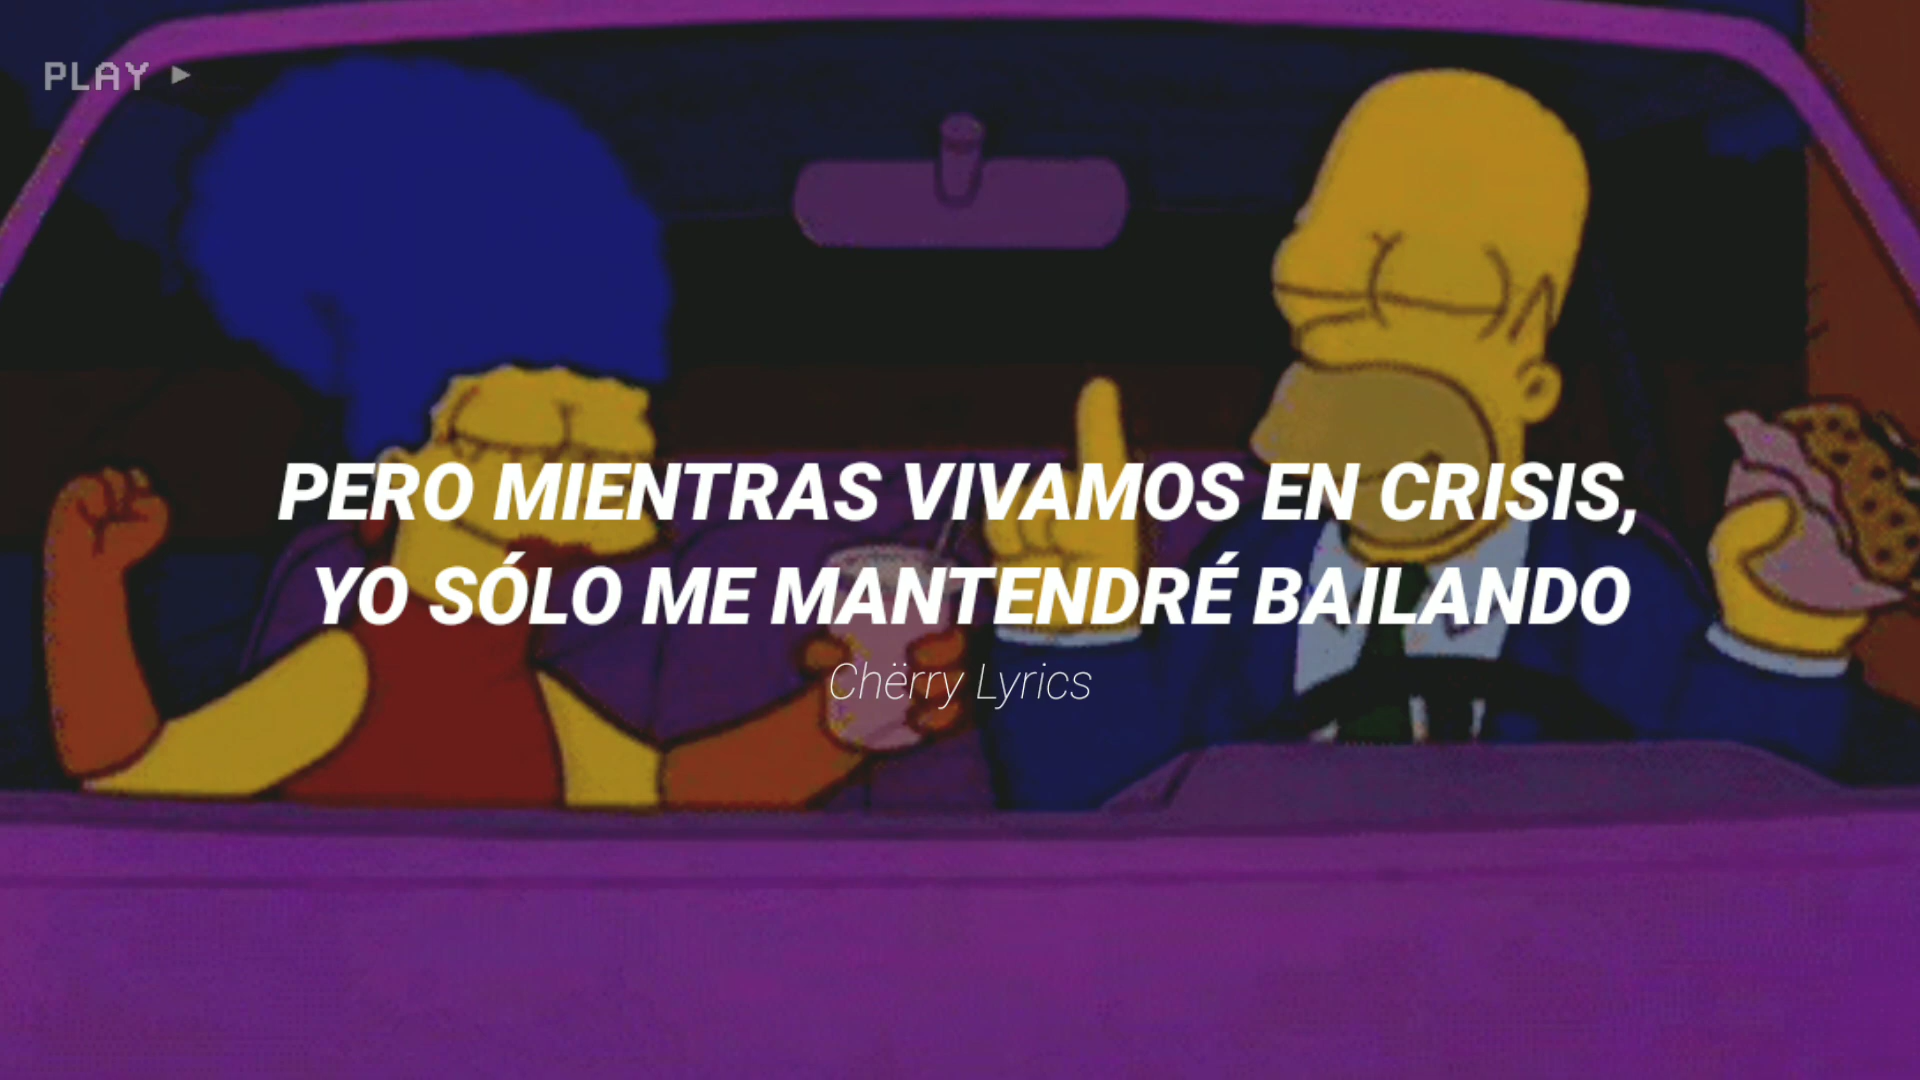 PLAY
PERO MIENTRAS VIVAMOS EN CRISIS,
YO SÓLO ME MANTENDRÉ BAILANDO
Chërry Lyrics